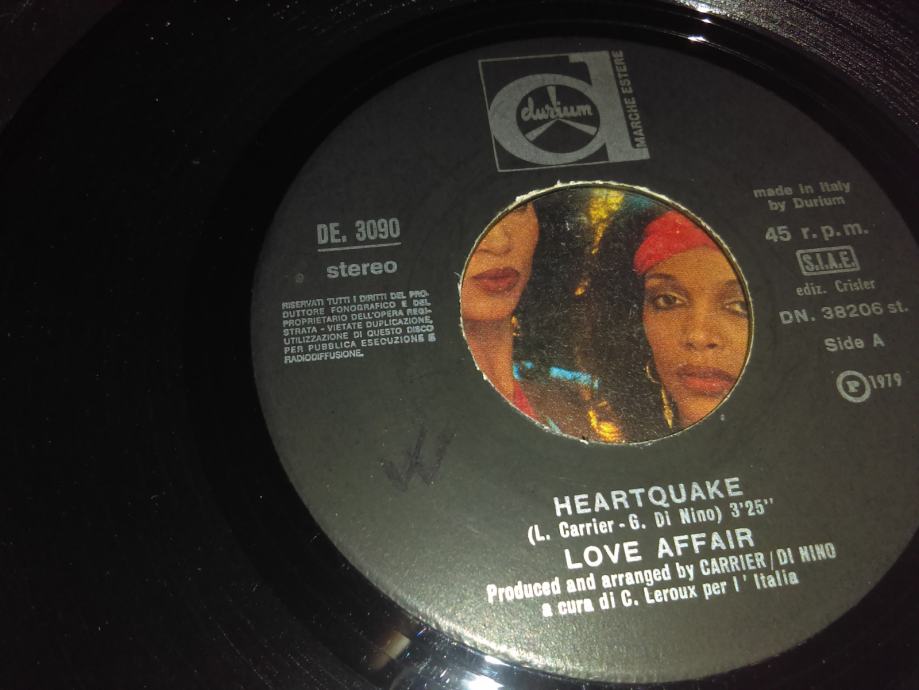 durium
MARCHE ESTERE
DE. 3090
stereo
RISERVATI TUTTI I DIRITTI DEL PRO-
DUTTORE FONOGRAFICO E DEL
PROPRIETARIO DELL'OPERA REGI-
STRATA - VIETATE DUPLICAZIONE,
UTILIZZAZIONE DI QUESTO DISCO
PER PUBBLICA ESECUZIONE E
RADIODIFFUSIONE.
made in Italy
by Durium
45 r.p.m.
S.I.A.E.
ediz. Crisler
DN. 38206 st.
Side A
℗ 1979
HEARTQUAKE
(L. Carrier - G. Di Nino) 3'25"
LOVE AFFAIR
Produced and arranged by CARRIER / DI NINO
a cura di C. Leroux per l' Italia